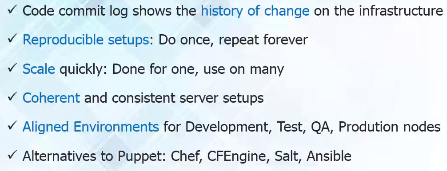 ✓ Code commit log shows the history of change on the infrastructure
✓ Reproducible setups: Do once, repeat forever
✓ Scale quickly: Done for one, use on many
✓ Coherent and consistent server setups
✓ Aligned Environments for Development, Test, QA, Prodution nodes
✓ Alternatives to Puppet: Chef, CFEngine, Salt, Ansible